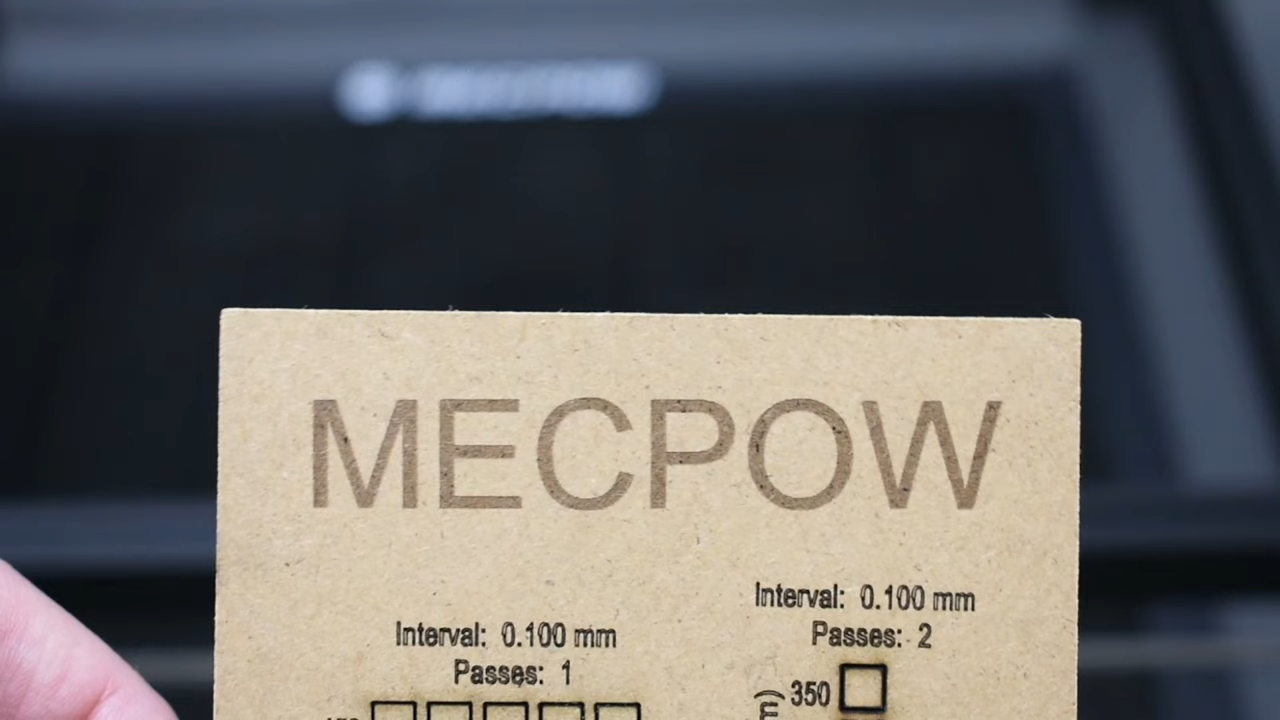 MECPOW
Interval: 0.100 mm
Passes: 2
Interval: 0.100 mm
Passes: 1
350